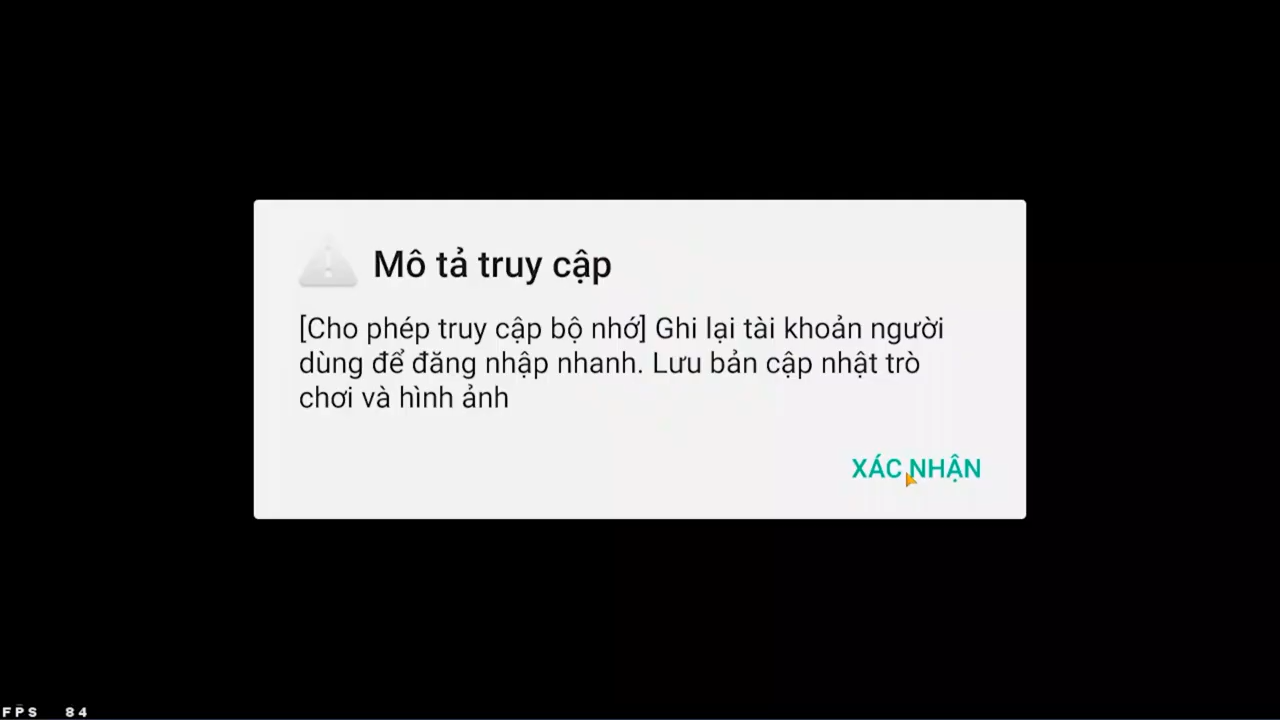 Mô tả truy cập
[Cho phép truy cập bộ nhớ] Ghi lại tài khoản người
dùng để đăng nhập nhanh. Lưu bản cập nhật trò
chơi và hình ảnh
XÁC NHẬN
FPS 84